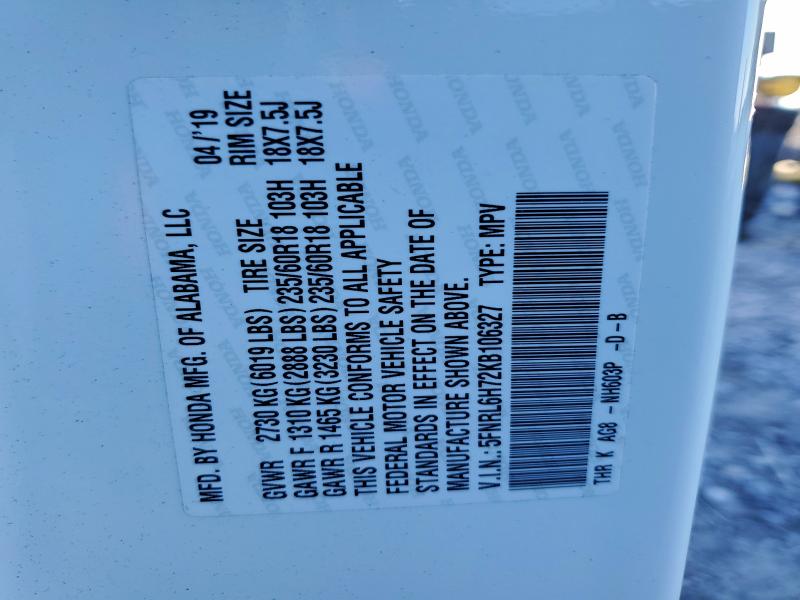 MFD. BY HONDA MFG. OF ALABAMA, LLC 04/'19
GVWR 2730 KG (6019 LBS) TIRE SIZE RIM SIZE
GAWR F 1310 KG (2888 LBS) 235/60R18 103H 18X7.5J
GAWR R 1465 KG (3230 LBS) 235/60R18 103H 18X7.5J
THIS VEHICLE CONFORMS TO ALL APPLICABLE
FEDERAL MOTOR VEHICLE SAFETY
STANDARDS IN EFFECT ON THE DATE OF
MANUFACTURE SHOWN ABOVE.
V.I.N.: 5FNRL6H72KB106327 TYPE: MPV
THR K AG8 - NH603P -D-B